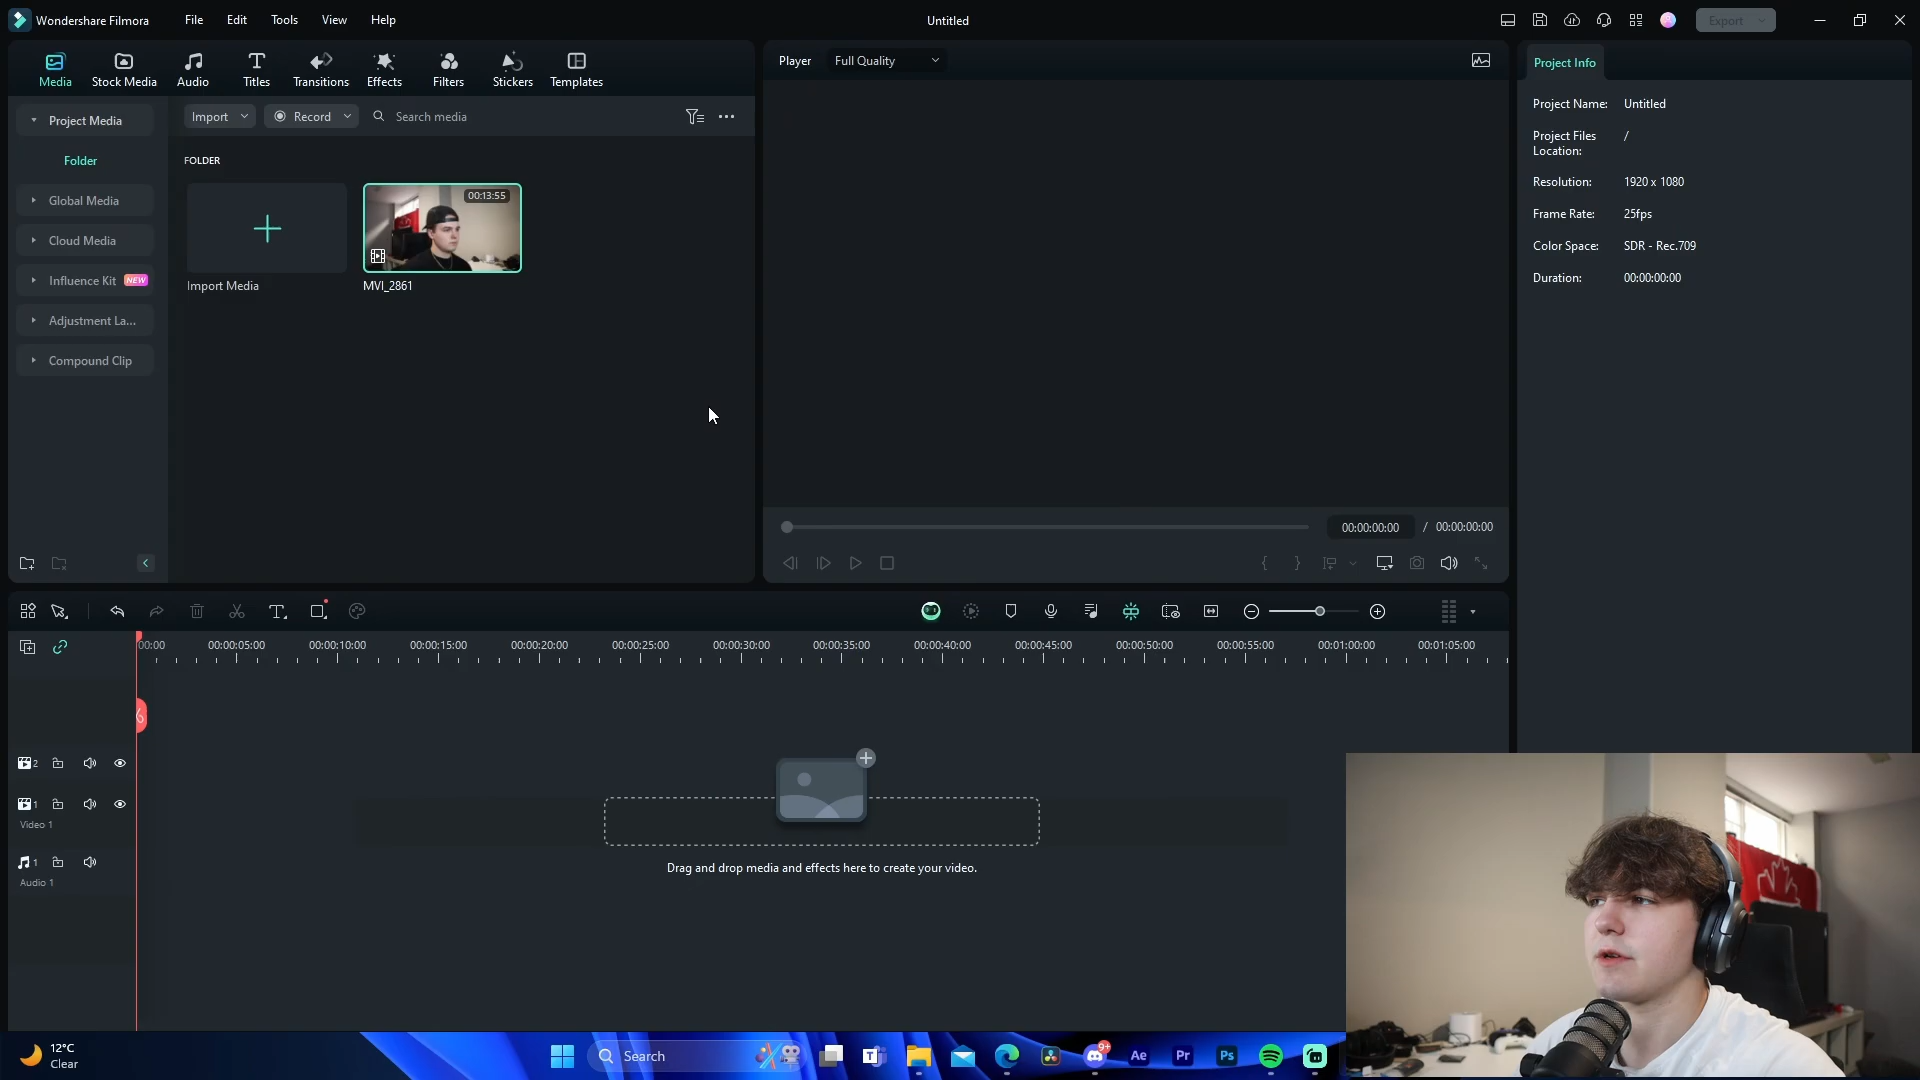 Wondershare Filmora
File
Edit
Tools
View
Help
Untitled
Export
Media
Stock Media
Audio
Titles
Transitions
Effects
Filters
Stickers
Templates
Player
Full Quality
Project Info
Project Media
Folder
Global Media
Cloud Media
Influence Kit NEW
Adjustment La...
Compound Clip
Import
Record
Search media
FOLDER
00:13:55
Import Media
MVI_2861
Project Name: Untitled
Project Files Location: /
Resolution: 1920 x 1080
Frame Rate: 25fps
Color Space: SDR - Rec.709
Duration: 00:00:00:00
00:00:00:00 / 00:00:00:00
00:00
00:00:05:00
00:00:10:00
00:00:15:00
00:00:20:00
00:00:25:00
00:00:30:00
00:00:35:00
00:00:40:00
00:00:45:00
00:00:50:00
00:00:55:00
00:01:00:00
00:01:05:00
2
1
Video 1
1
Audio 1
Drag and drop media and effects here to create your video.
12°C
Clear
Search
9+
Ae
Pr
Ps